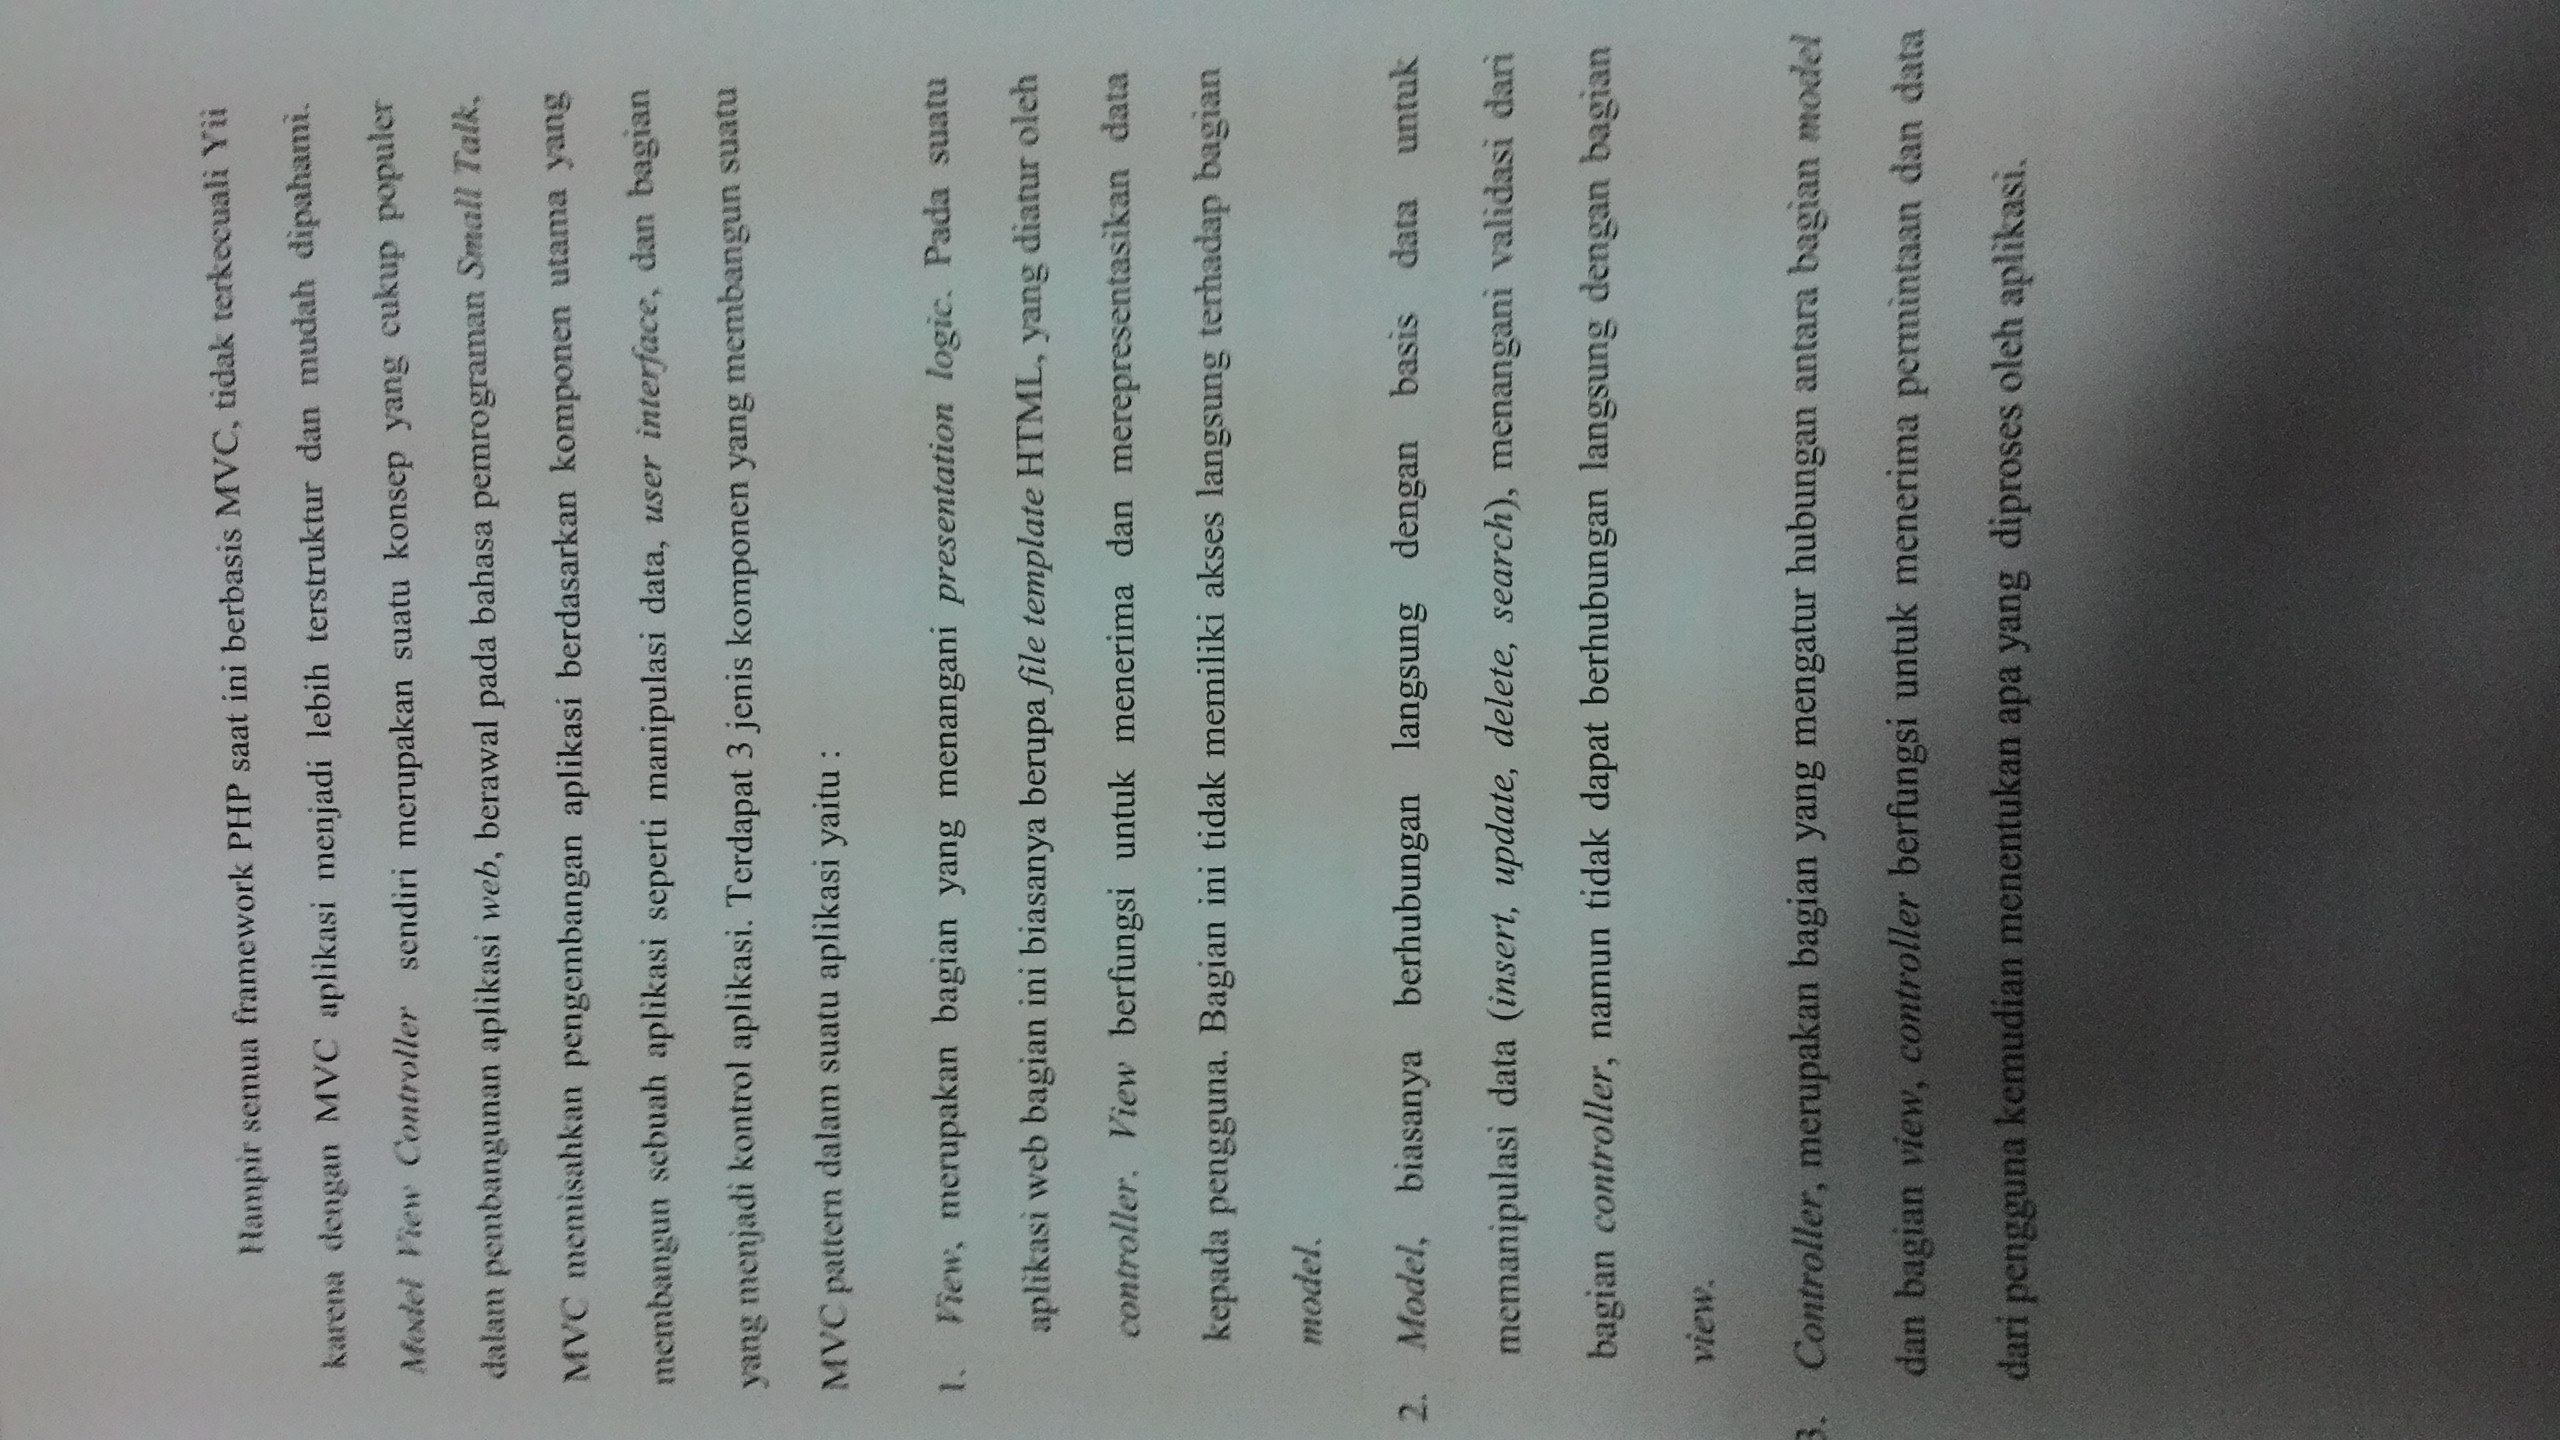 Hampir semua framework PHP saat ini berbasis MVC, tidak terkecuali Yii
karena dengan MVC aplikasi menjadi lebih terstruktur dan mudah dipahami.
Model View Controller sendiri merupakan suatu konsep yang cukup populer
dalam pembangunan aplikasi web, berawal pada bahasa pemrograman Small Talk,
MVC memisahkan pengembangan aplikasi berdasarkan komponen utama yang
membangun sebuah aplikasi seperti manipulasi data, user interface, dan bagian
yang menjadi kontrol aplikasi. Terdapat 3 jenis komponen yang membangun suatu
MVC pattern dalam suatu aplikasi yaitu :
1. View, merupakan bagian yang menangani presentation logic. Pada suatu
aplikasi web bagian ini biasanya berupa file template HTML, yang diatur oleh
controller. View berfungsi untuk menerima dan merepresentasikan data
kepada pengguna. Bagian ini tidak memiliki akses langsung terhadap bagian
model.
2. Model, biasanya berhubungan langsung dengan basis data untuk
memanipulasi data (insert, update, delete, search), menangani validasi dari
bagian controller, namun tidak dapat berhubungan langsung dengan bagian
view.
3. Controller, merupakan bagian yang mengatur hubungan antara bagian model
dan bagian view, controller berfungsi untuk menerima permintaan dan data
dari pengguna kemudian menentukan apa yang diproses oleh aplikasi.